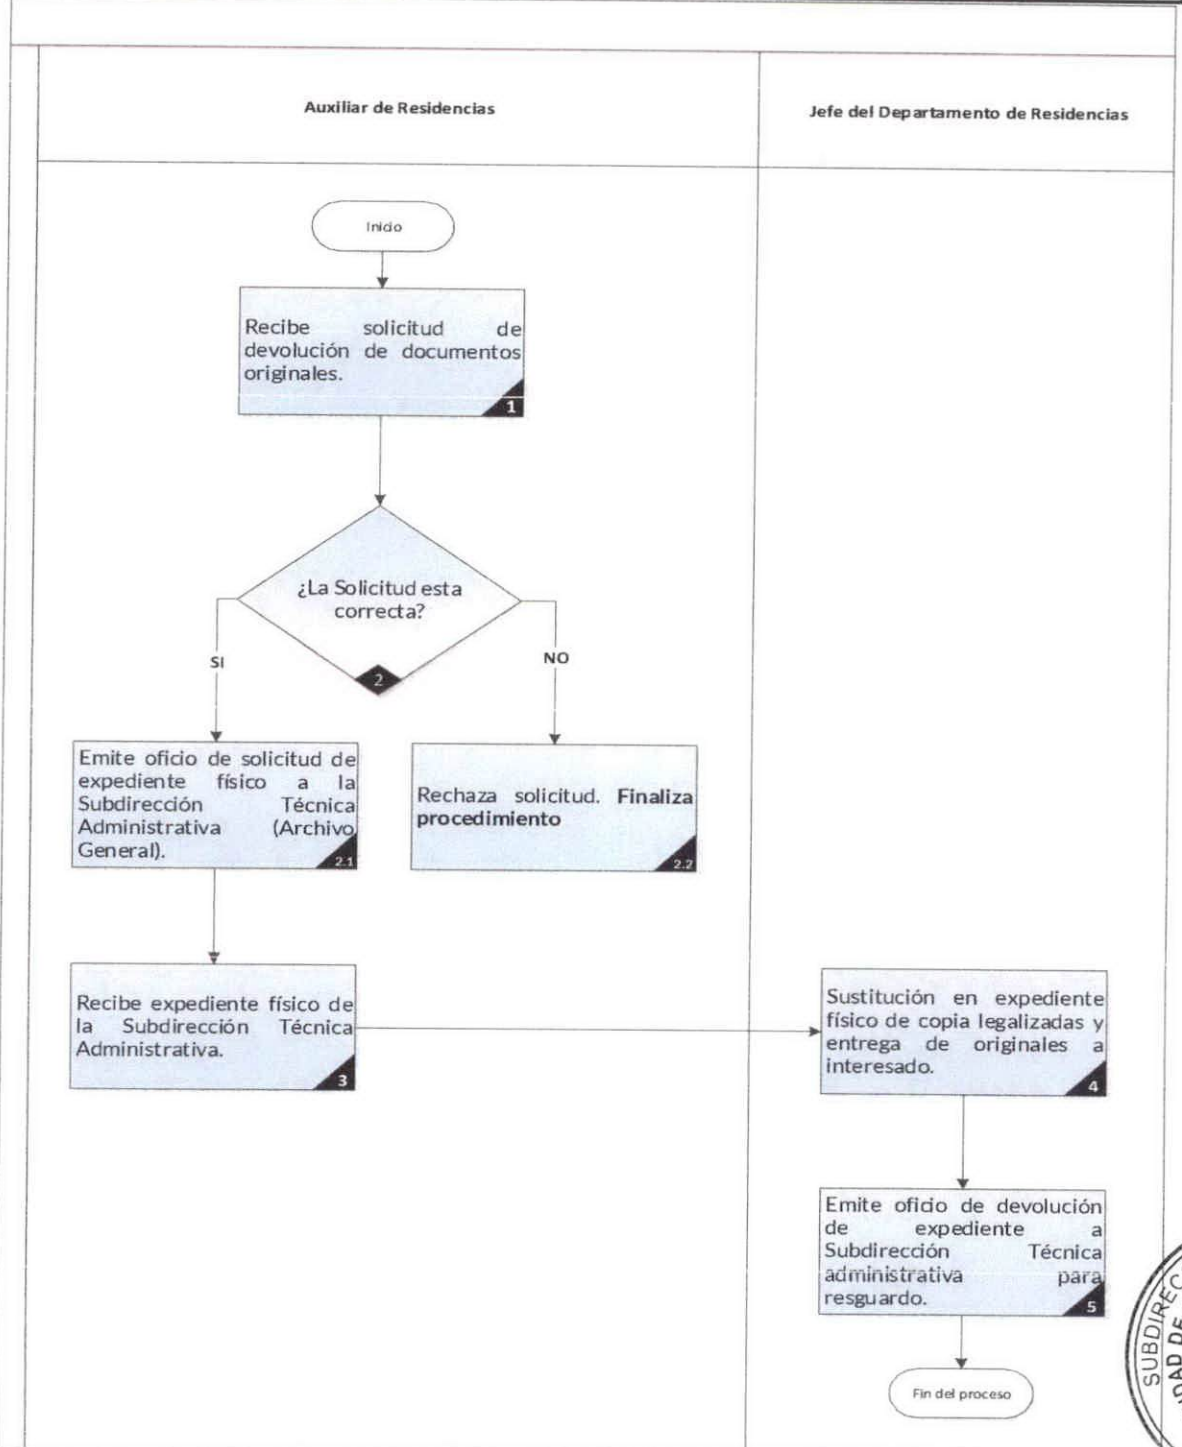 Auxiliar de Residencias
Jefe del Departamento de Residencias
Inicio
Recibe solicitud de
devolución de documentos
originales.
1
¿La Solicitud esta
correcta?
2
SI
NO
Emite oficio de solicitud de
expediente físico a la
Subdirección Técnica
Administrativa (Archivo
General).
2.1
Rechaza solicitud. Finaliza
procedimiento
2.2
Recibe expediente físico de
la Subdirección Técnica
Administrativa.
3
Sustitución en expediente
físico de copia legalizadas y
entrega de originales a
interesado.
4
Emite oficio de devolución
de expediente a
Subdirección Técnica
administrativa para
resguardo.
5
Fin del proceso